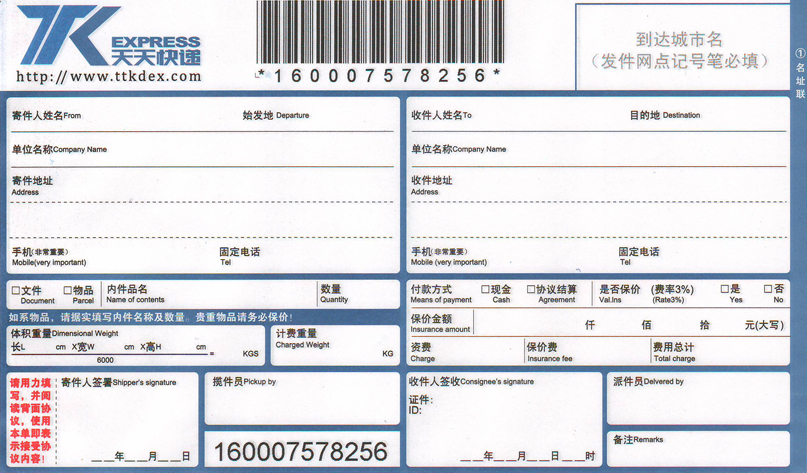 TTK EXPRESS
天天快递
http://www.ttkdex.com
*160007578256*
到达城市名
（发件网点记号笔必填）
①名址联
寄件人姓名From 始发地 Departure
单位名称Company Name
寄件地址
Address
手机(非常重要) 固定电话
Mobile(very important) Tel
收件人姓名To 目的地 Destination
单位名称Company Name
收件地址
Address
手机(非常重要) 固定电话
Mobile (very important) Tel
□文件 □物品 内件品名 数量
Document Parcel Name of contents Quantity
如系物品，请据实填写内件名称及数量。贵重物品请务必保价!
体积重量Dimensional Weight
长L cm X宽W cm X高H cm
6000 = KGS
计费重量
Charged Weight
KG
付款方式 □现金 □协议结算 是否保价 (费率3%) □是 □否
Means of payment Cash Agreement Val.Ins (Rate3%) Yes No
保价金额
Insurance amount 仟 佰 拾 元(大写)
资费 保价费 费用总计
Charge Insurance fee Total charge
请用力填
写，并阅
读背面协
议，使用
本单即表
示接受协
议内容!
寄件人签署Shipper's signature
__ __年__ __月__ __日
揽件员Pickup by
160007578256
收件人签收Consignee's signature
证件:
ID:
__ __年__ __月__ __日__ __时
派件员Delivered by
备注Remarks